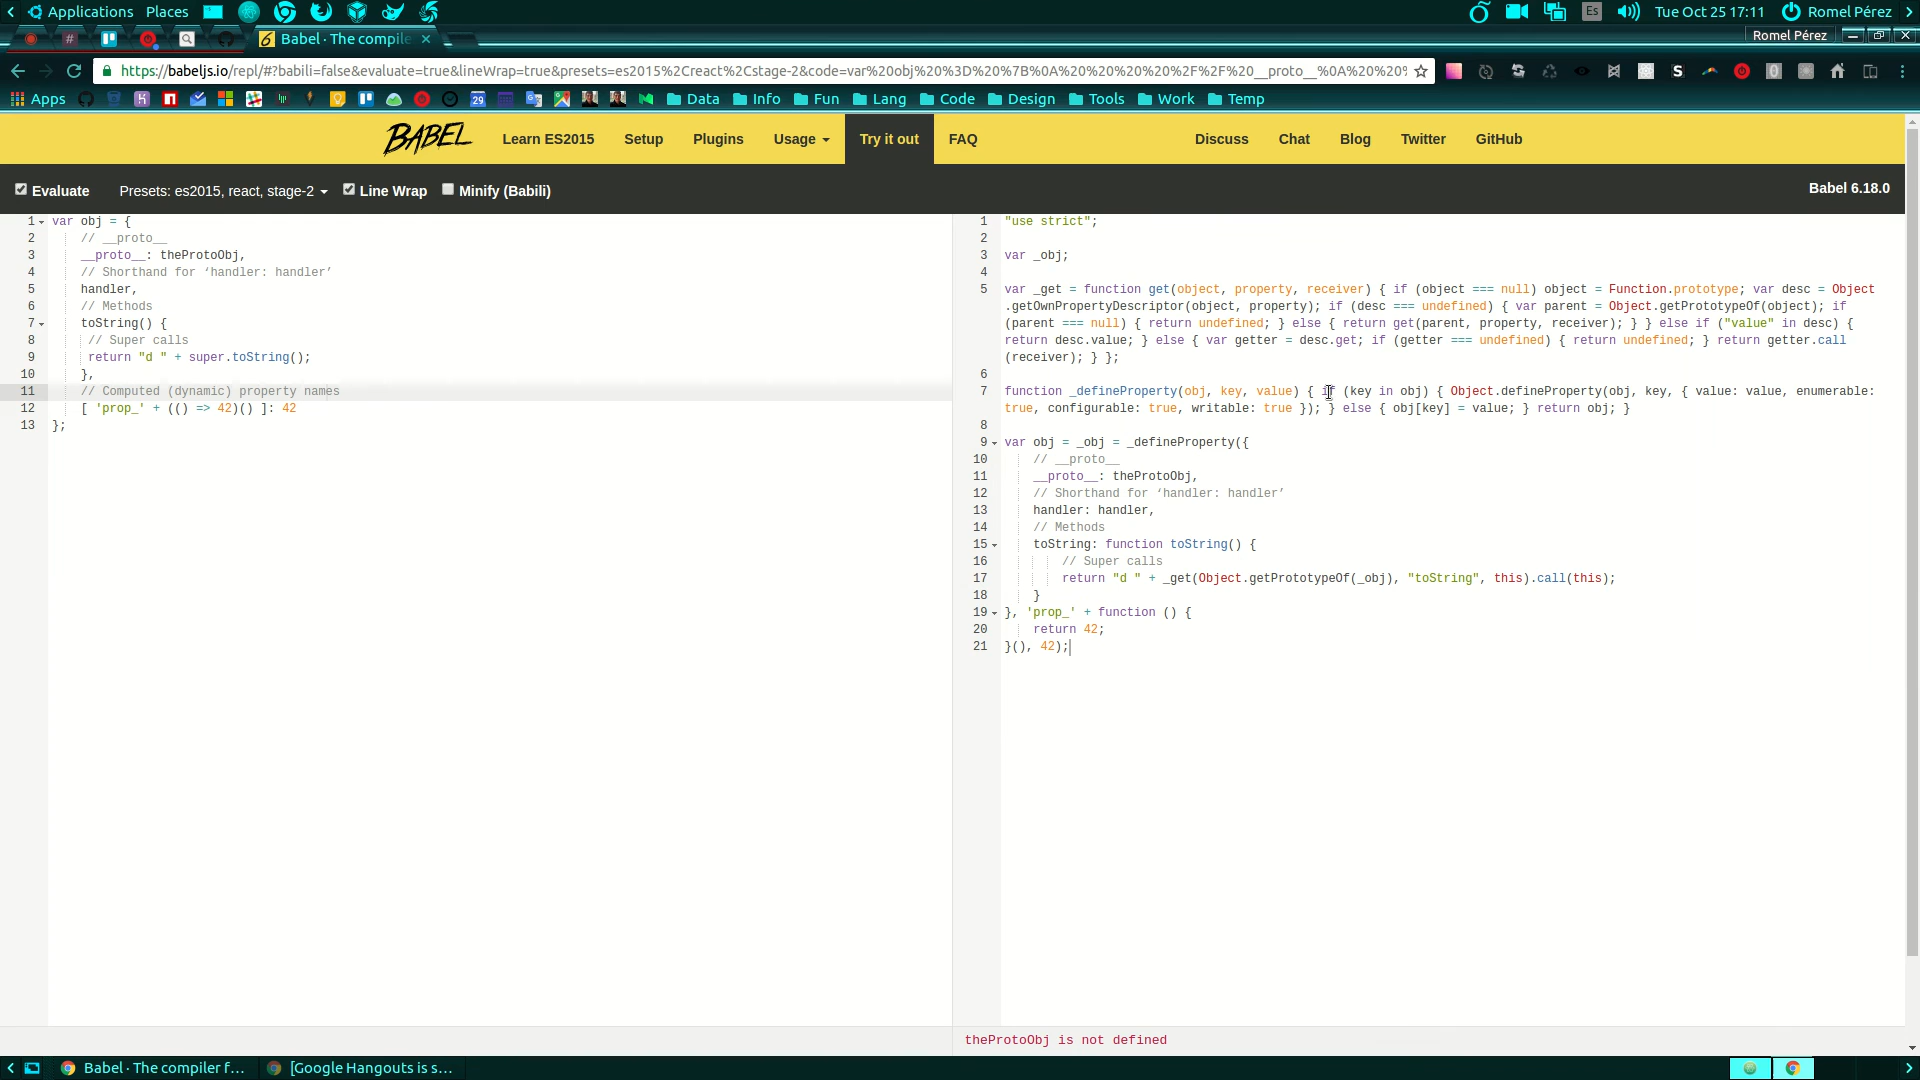 Applications Places
Es Tue Oct 25 17:11 Romel Pérez
Babel · The compile
Romel Pérez
https://babeljs.io/repl/#?babili=false&evaluate=true&lineWrap=true&presets=es2015%2Creact%2Cstage-2&code=var%20obj%20%3D%20%7B%0A%20%20%20%20%2F%2F%20__proto__%0A%20%20%
Apps Data Info Fun Lang Code Design Tools Work Temp
BABEL Learn ES2015 Setup Plugins Usage Try it out FAQ Discuss Chat Blog Twitter GitHub
Evaluate Presets: es2015, react, stage-2 Line Wrap Minify (Babili) Babel 6.18.0
1 var obj = {
2 // __proto__
3 __proto__: theProtoObj,
4 // Shorthand for ‘handler: handler’
5 handler,
6 // Methods
7 toString() {
8 // Super calls
9 return "d " + super.toString();
10 },
11 // Computed (dynamic) property names
12 [ 'prop_' + (() => 42)() ]: 42
13 };
1 "use strict";
2
3 var _obj;
4
5 var _get = function get(object, property, receiver) { if (object === null) object = Function.prototype; var desc = Object
.getOwnPropertyDescriptor(object, property); if (desc === undefined) { var parent = Object.getPrototypeOf(object); if
(parent === null) { return undefined; } else { return get(parent, property, receiver); } } else if ("value" in desc) {
return desc.value; } else { var getter = desc.get; if (getter === undefined) { return undefined; } return getter.call
(receiver); } };
6
7 function _defineProperty(obj, key, value) { if (key in obj) { Object.defineProperty(obj, key, { value: value, enumerable:
true, configurable: true, writable: true }); } else { obj[key] = value; } return obj; }
8
9 var obj = _obj = _defineProperty({
10 // __proto__
11 __proto__: theProtoObj,
12 // Shorthand for ‘handler: handler’
13 handler: handler,
14 // Methods
15 toString: function toString() {
16 // Super calls
17 return "d " + _get(Object.getPrototypeOf(_obj), "toString", this).call(this);
18 }
19 }, 'prop_' + function () {
20 return 42;
21 }(), 42);
theProtoObj is not defined
Babel · The compiler f... [Google Hangouts is s...